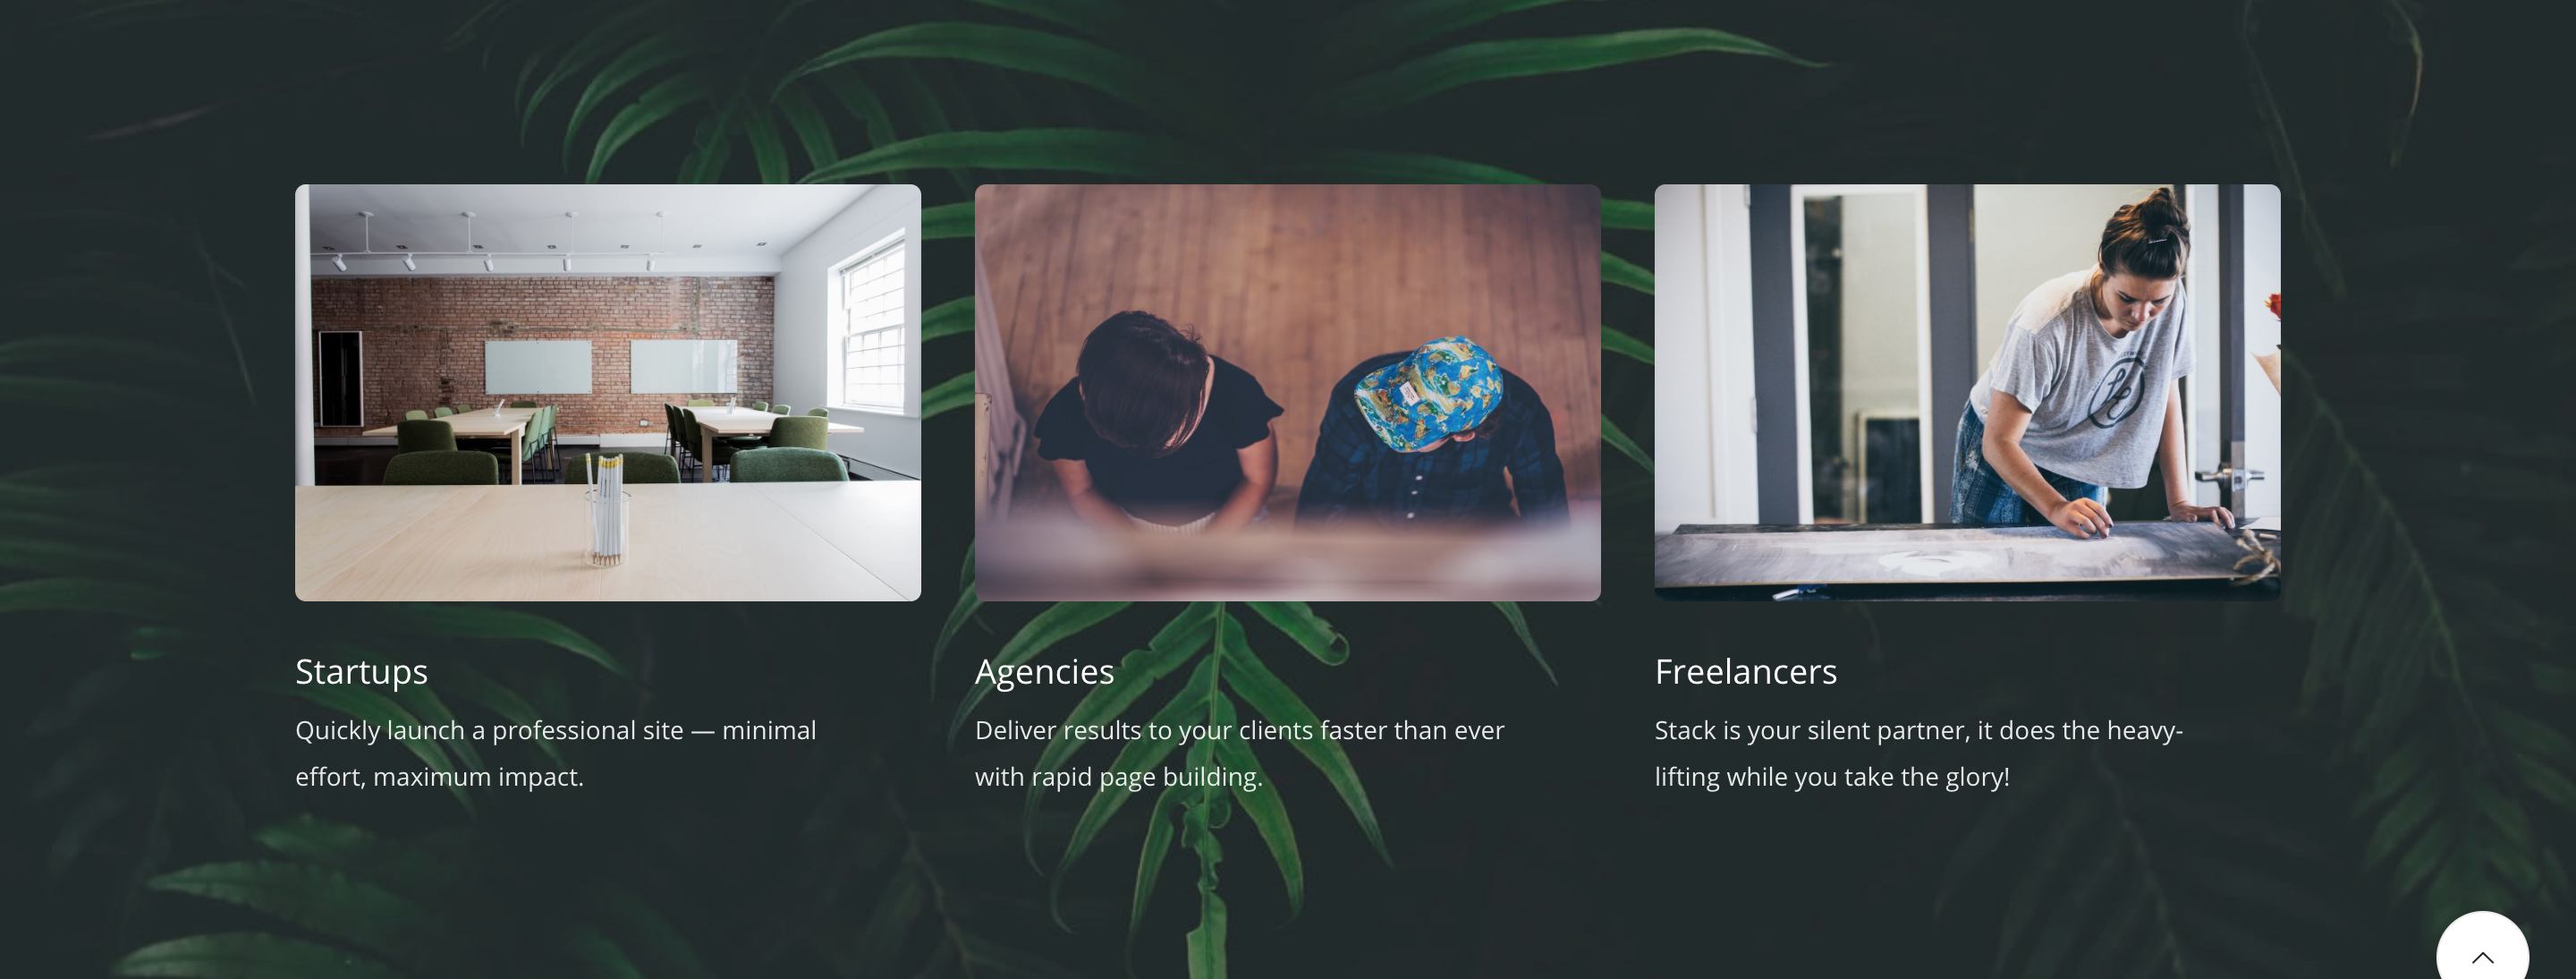 Startups
Quickly launch a professional site — minimal
effort, maximum impact.
Agencies
Deliver results to your clients faster than ever
with rapid page building.
Freelancers
Stack is your silent partner, it does the heavy-
lifting while you take the glory!